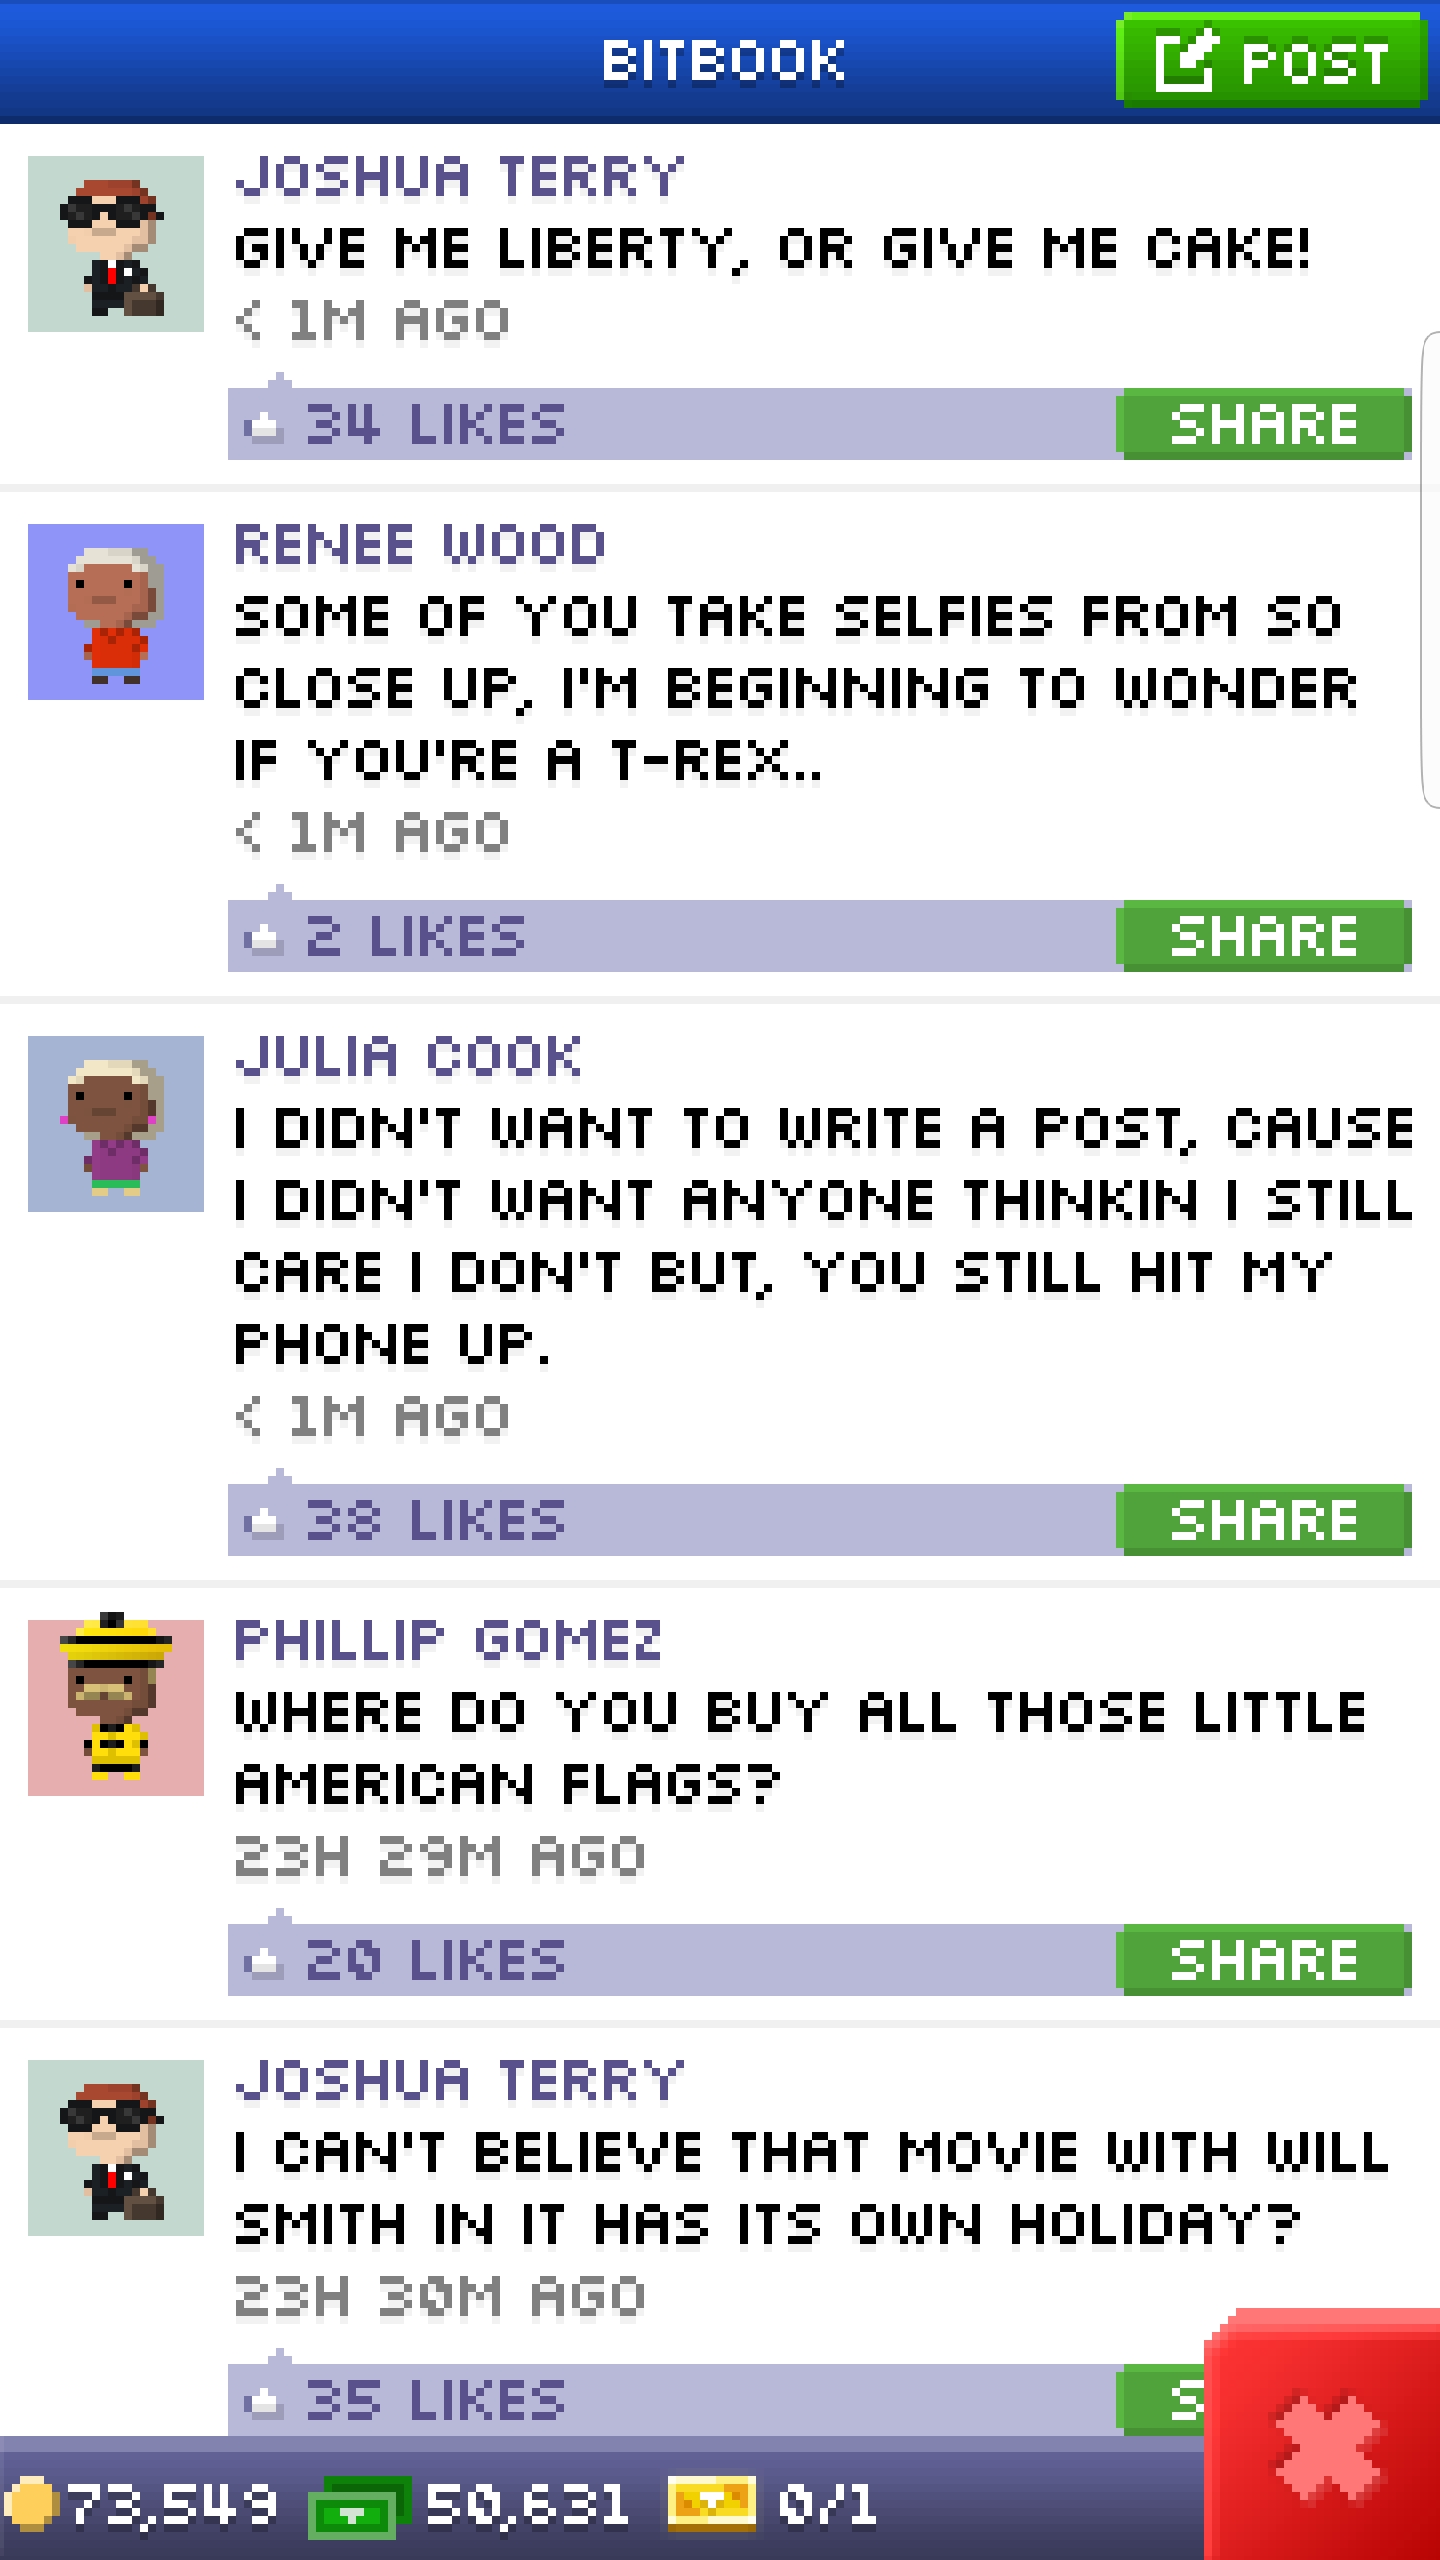 BITBOOK
POST
JOSHUA TERRY
GIVE ME LIBERTY, OR GIVE ME CAKE!
< 1M AGO
34 LIKES
SHARE
RENEE WOOD
SOME OF YOU TAKE SELFIES FROM SO
CLOSE UP, I'M BEGINNING TO WONDER
IF YOU'RE A T-REX..
< 1M AGO
2 LIKES
SHARE
JULIA COOK
I DIDN'T WANT TO WRITE A POST, CAUSE
I DIDN'T WANT ANYONE THINKIN I STILL
CARE I DON'T BUT, YOU STILL HIT MY
PHONE UP.
< 1M AGO
38 LIKES
SHARE
PHILLIP GOMEZ
WHERE DO YOU BUY ALL THOSE LITTLE
AMERICAN FLAGS?
23H 29M AGO
20 LIKES
SHARE
JOSHUA TERRY
I CAN'T BELIEVE THAT MOVIE WITH WILL
SMITH IN IT HAS ITS OWN HOLIDAY?
23H 30M AGO
35 LIKES
S
73,549
50,631
0/1